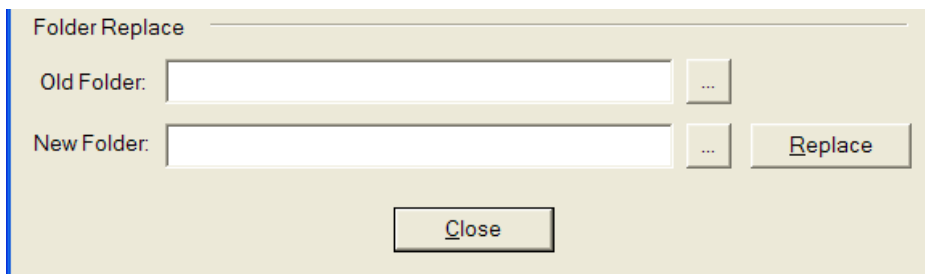 Folder Replace
Old Folder: ...
New Folder: ... Replace
Close